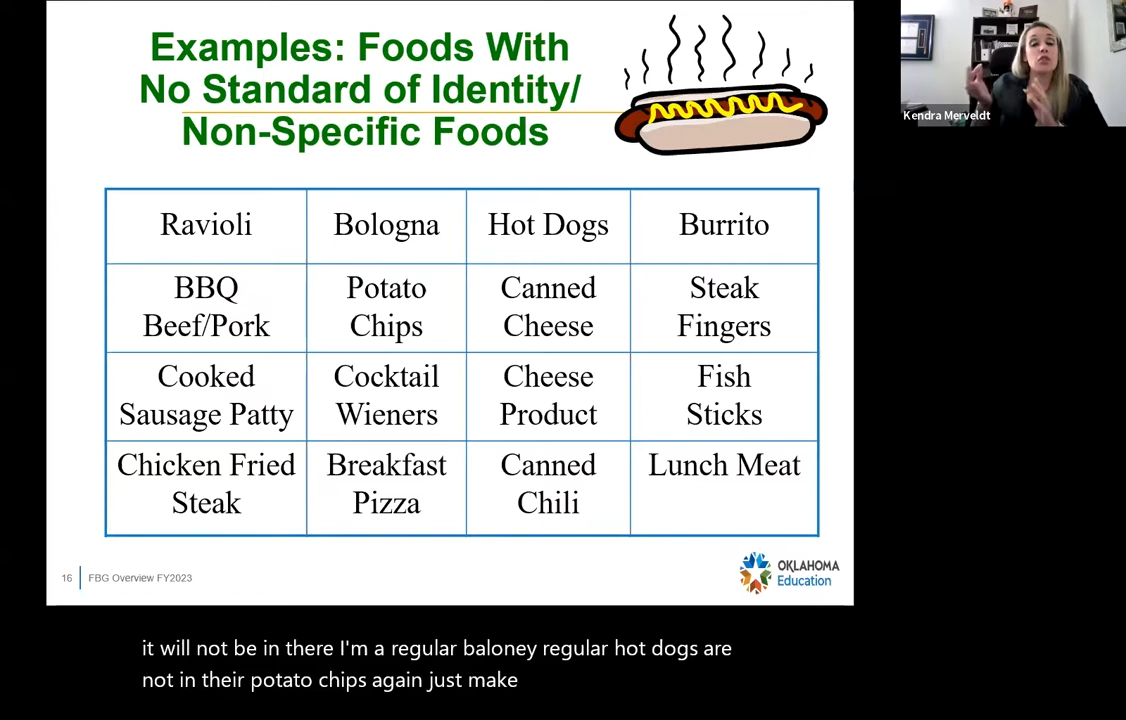 Examples: Foods With
No Standard of Identity/
Non-Specific Foods
Kendra Merveldt
Ravioli
Bologna
Hot Dogs
Burrito
BBQ
Beef/Pork
Potato
Chips
Canned
Cheese
Steak
Fingers
Cooked
Sausage Patty
Cocktail
Wieners
Cheese
Product
Fish
Sticks
Chicken Fried
Steak
Breakfast
Pizza
Canned
Chili
Lunch Meat
16
FBG Overview FY2023
OKLAHOMA
Education
it will not be in there I'm a regular baloney regular hot dogs are
not in their potato chips again just make